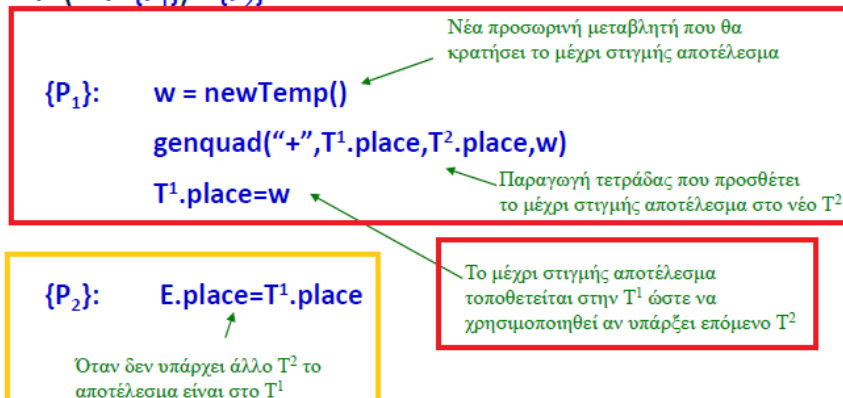 Νέα προσωρινή μεταβλητή που θα
κρατήσει το μέχρι στιγμής αποτέλεσμα
{P₁}: w = newTemp()
genquad(“+”,T¹.place,T².place,w)
Παραγωγή τετράδας που προσθέτει
το μέχρι στιγμής αποτέλεσμα στο νέο T²
T¹.place=w
Το μέχρι στιγμής αποτέλεσμα
τοποθετείται στην T¹ ώστε να
χρησιμοποιηθεί αν υπάρξει επόμενο T²
{P₂}: E.place=T¹.place
Όταν δεν υπάρχει άλλο T² το
αποτέλεσμα είναι στο T¹